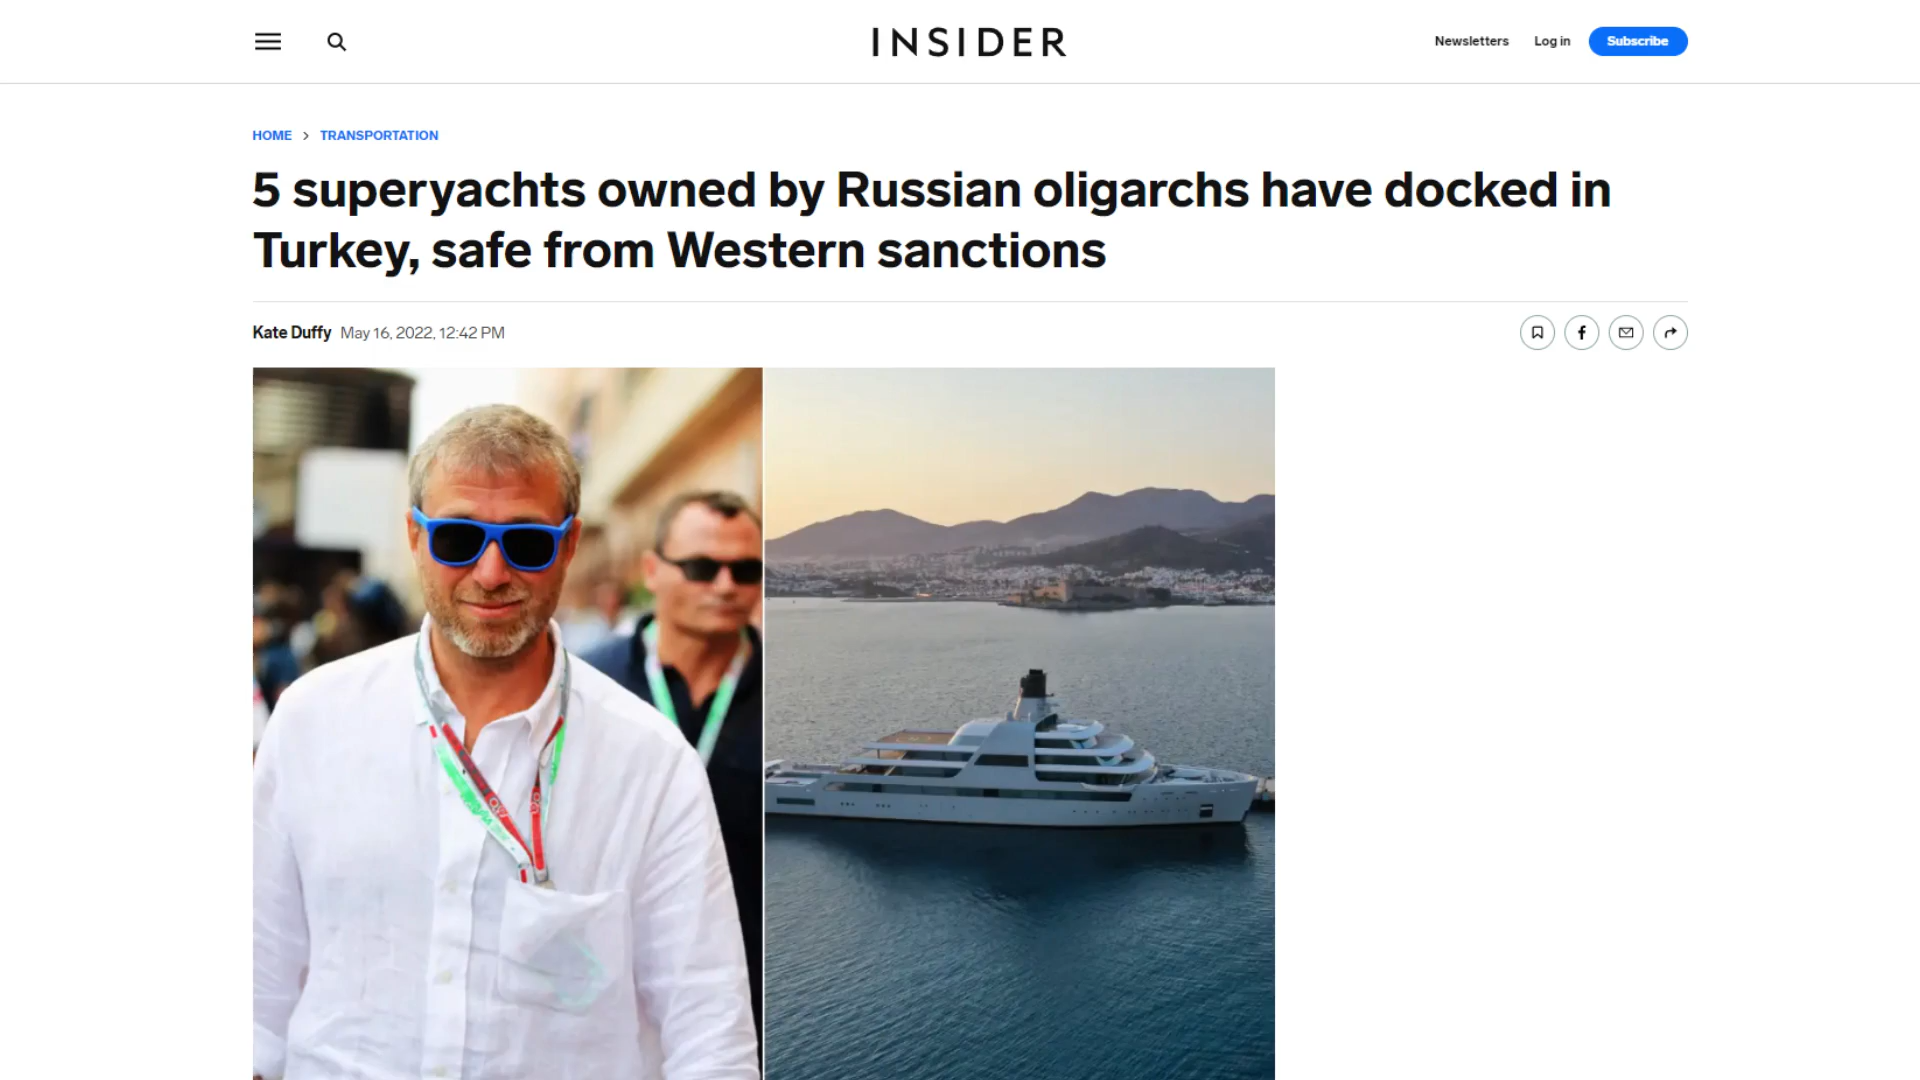 INSIDER
Newsletters
Log in
Subscribe
HOME > TRANSPORTATION
5 superyachts owned by Russian oligarchs have docked in
Turkey, safe from Western sanctions
Kate Duffy May 16, 2022, 12:42 PM